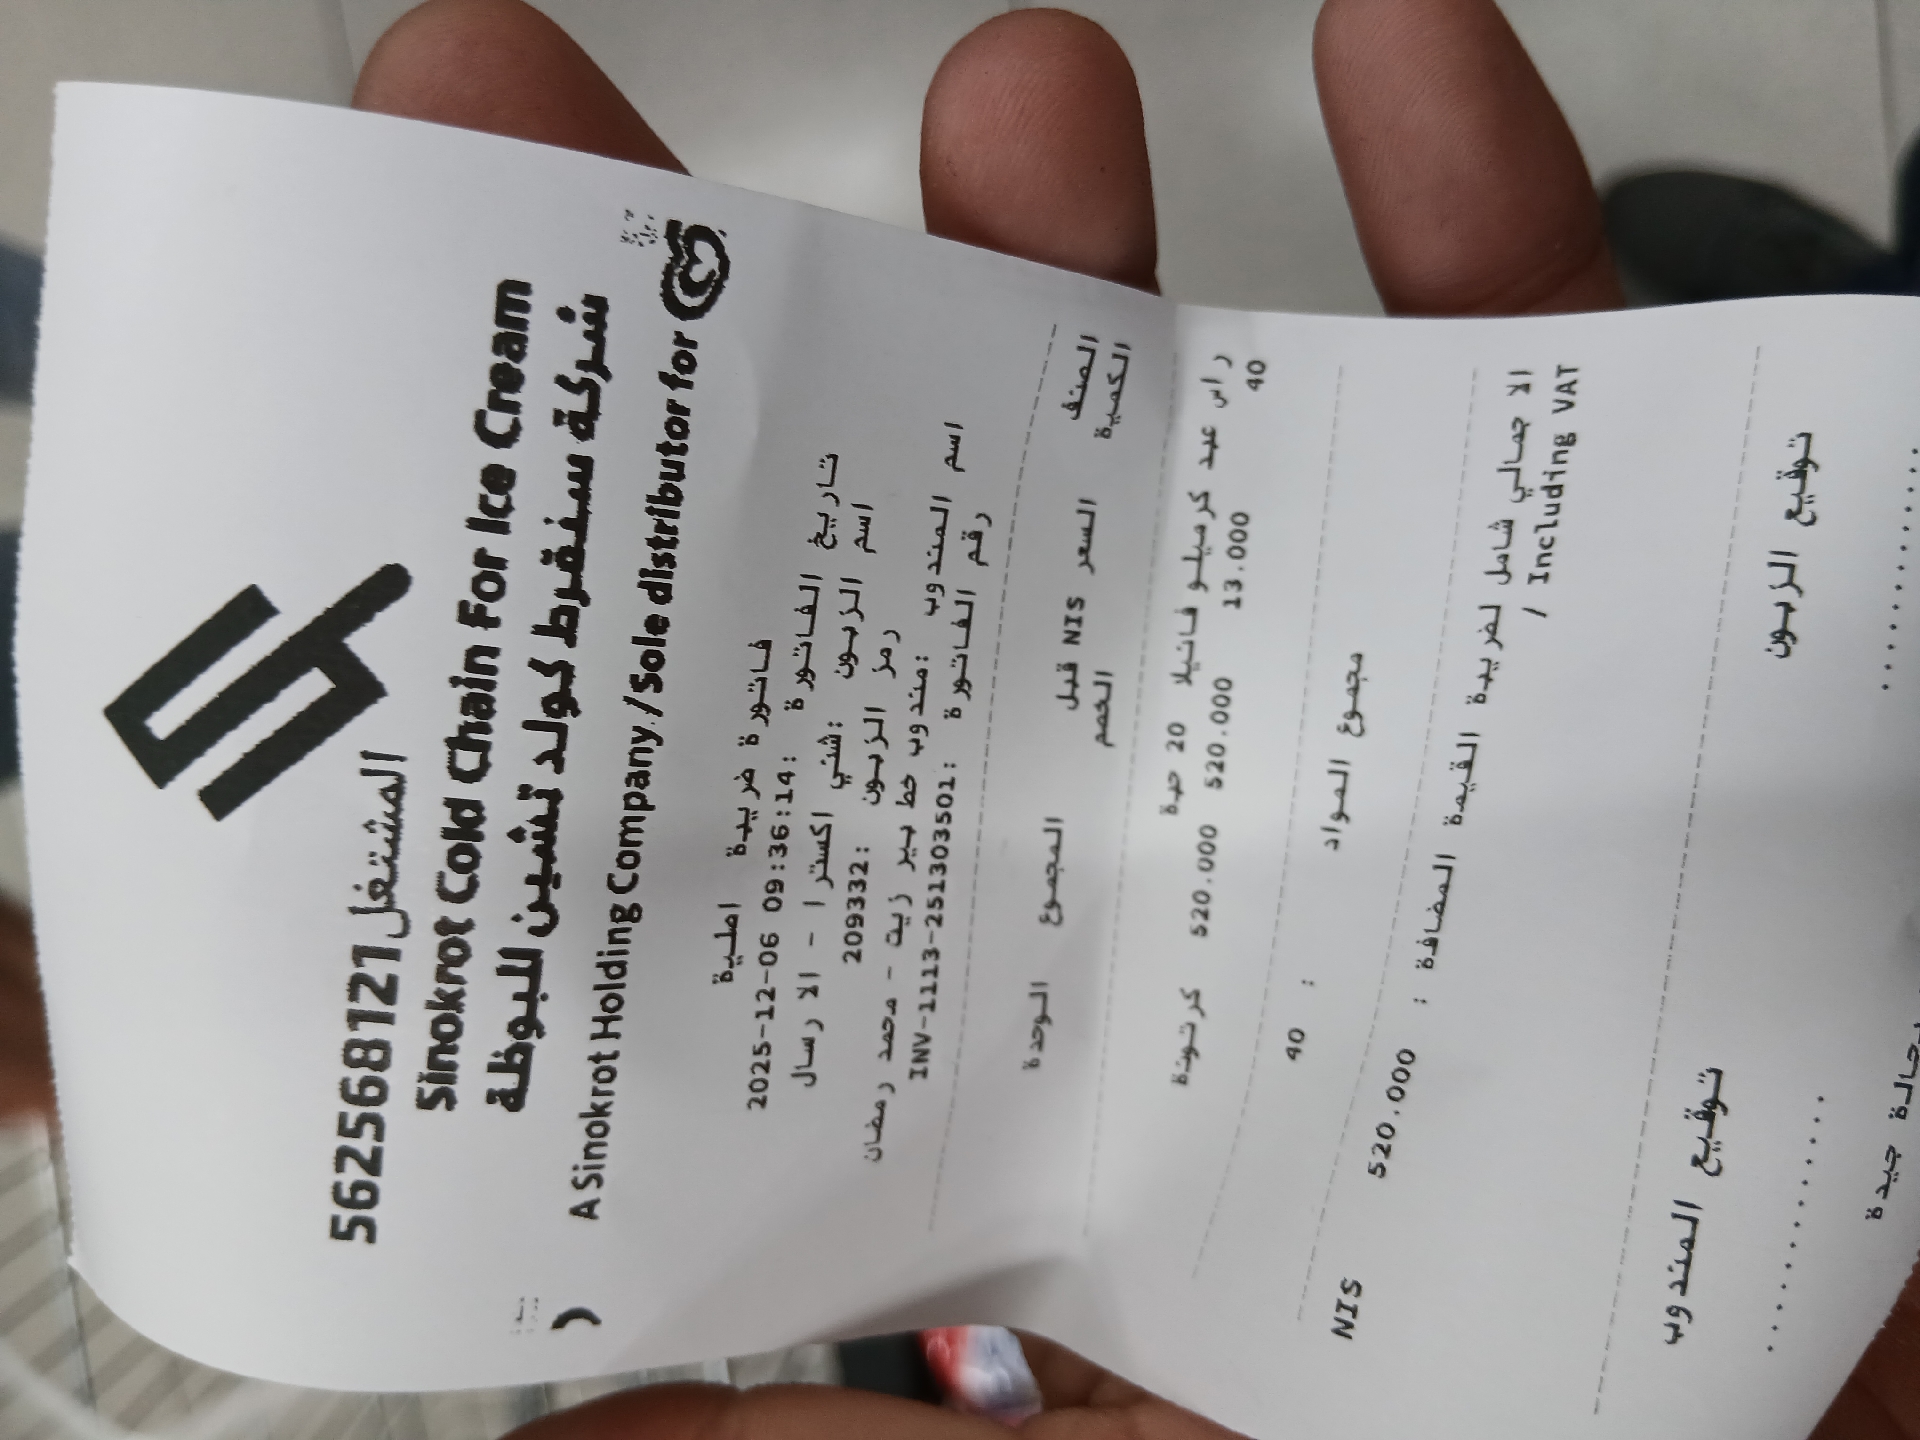 562568121 المشتغل
Sinokrot Cold Chain For Ice Cream
شركة سنقرط كولد تشين للبوظة
A Sinokrot Holding Company / Sole distributor for
فاتورة ضريبية اصلية
تاريخ الفاتورة :2025-12-06 09:36:14
اسم الزبون :شني اكسترا - الارسال
رمز الزبون :209332
اسم المندوب :مندوب خط بير زيت - محمد رمضان
رقم الفاتورة :INV-1113-251303501
الصنف السعر NIS قبل المجموع الوحدة
الكمية الخصم
راس عبد كرميلو فانيلا 20 حبة كرتونة
40 13.000 520.000 520.000
مجموع المواد : 40
الاجمالي شامل لضريبة القيمة المضافة : 520.000 NIS
/ Including VAT
توقيع الزبون توقيع المندوب
.......... ..........
حالة جيدة